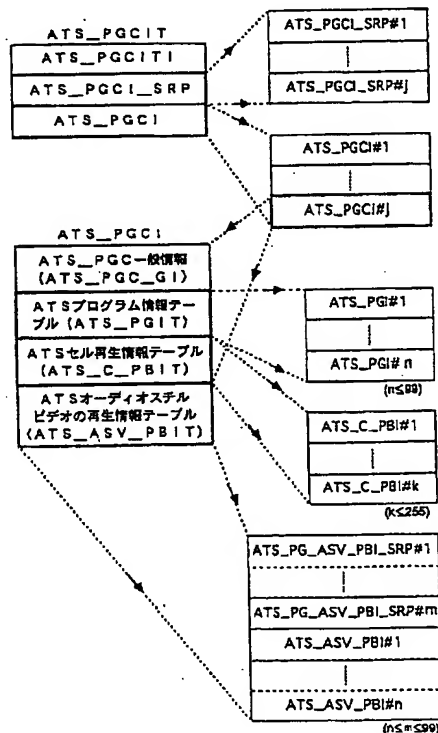 ATS_PGCIT
ATS_PGCITI
ATS_PGCI_SRP
ATS_PGCI
ATS_PGCI_SRP#1
ATS_PGCI_SRP#j
ATS_PGCI#1
ATS_PGCI#j
ATS_PGCI
ATS_PGC一般情報
(ATS_PGC_GI)
ATSプログラム情報テー
ブル(ATS_PGIT)
ATSセル再生情報テーブル
(ATS_C_PBIT)
ATSオーディオスチル
ビデオの再生情報テーブル
(ATS_ASV_PBIT)
ATS_PGI#1
ATS_PGI#n
(n≤99)
ATS_C_PBI#1
ATS_C_PBI#k
(k≤255)
ATS_PG_ASV_PBI_SRP#1
ATS_PG_ASV_PBI_SRP#m
ATS_ASV_PBI#1
ATS_ASV_PBI#n
(n≤m≤99)